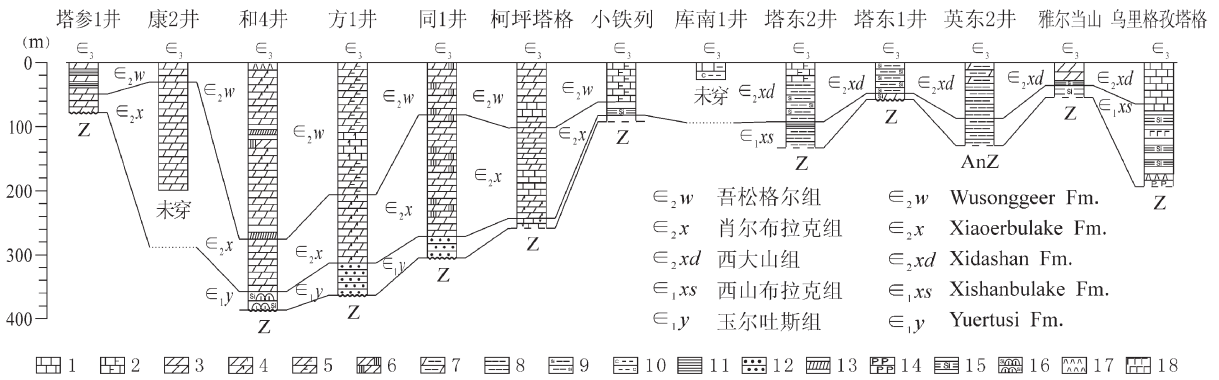 塔参1井 康2井 和4井 方1井 同1井 柯坪塔格 小铁列 库南1井 塔东2井 塔东1井 英东2井 雅尔当山 乌里格孜塔格
(m) ∈₃ ∈₃ ∈₃ ∈₃ ∈₃ ∈₃ ∈₃ ∈₃ ∈₃ ∈₃ ∈₃ ∈₃ ∈₃
0
∈₂w ∈₂w ∈₂w ∈₂w ∈₂w ∈₂w ∈₂xd ∈₂xd ∈₂xd ∈₂xd ∈₂xd
未穿
∈₂x ∈₂x ∈₁xs ∈₁xs
100
Z Z Z Z Z
AnZ
∈₂x
200
未穿 ∈₂x Z
∈₂w 吾松格尔组 ∈₂w Wusonggeer Fm.
∈₂x 肖尔布拉克组 ∈₂x Xiaoerbulake Fm.
∈₂x ∈₂x Z
300
∈₂xd 西大山组 ∈₂xd Xidashan Fm.
∈₁y Z
∈₁y ∈₁y
∈₁xs 西山布拉克组 ∈₁xs Xishanbulake Fm.
Z Z
400
∈₁y 玉尔吐斯组 ∈₁y Yuertusi Fm.
1 2 3 4 5 6 7 8 9 10 11 12 13 14 15 16 17 18